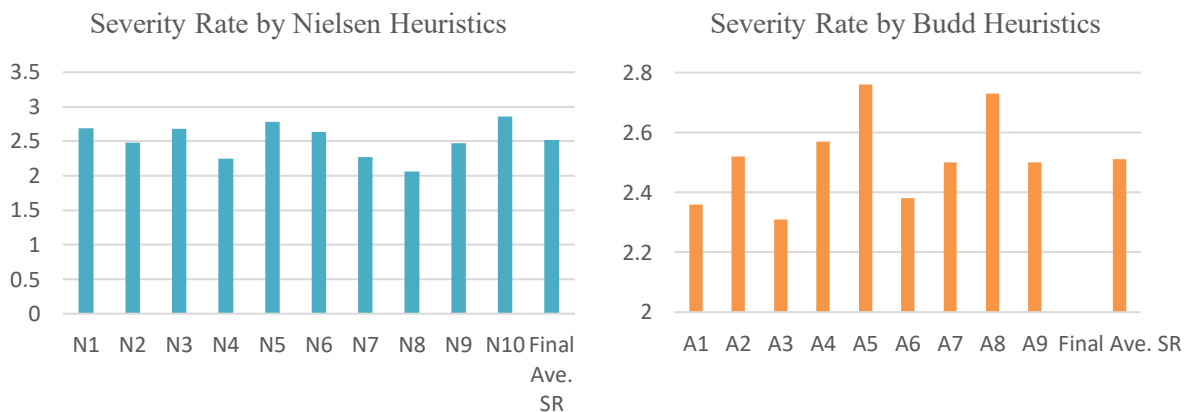 Severity Rate by Nielsen Heuristics
3.5
3
2.5
2
1.5
1
0.5
0
N1 N2 N3 N4 N5 N6 N7 N8 N9 N10 Final
Ave.
SR
Severity Rate by Budd Heuristics
2.8
2.6
2.4
2.2
2
A1 A2 A3 A4 A5 A6 A7 A8 A9 Final Ave. SR